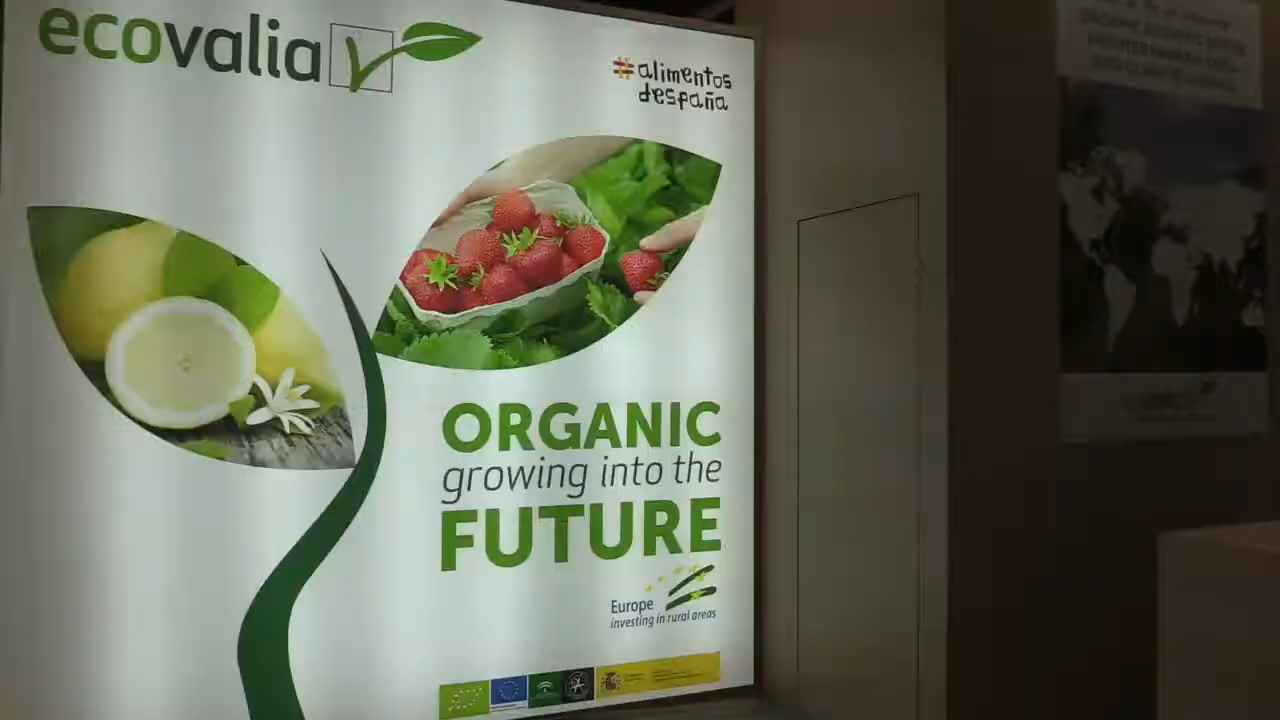 ecovalia
#alimentos
despaña
ORGANIC
growing into the
FUTURE
Europe
investing in rural areas